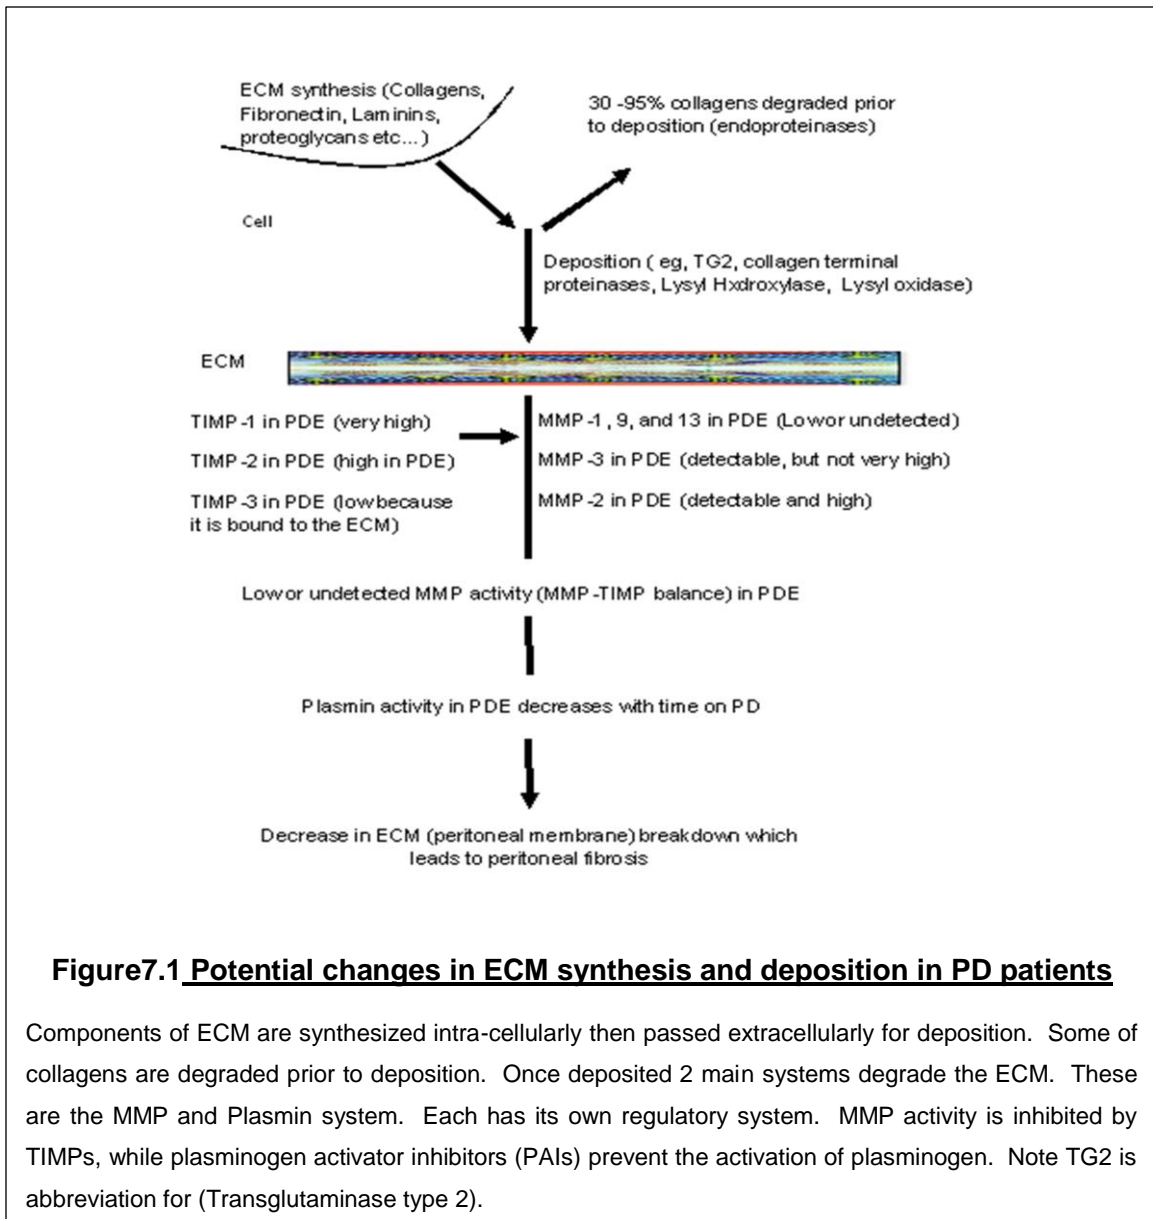 ECM synthesis (Collagens,
Fibronectin, Laminins,
proteoglycans etc...)
30 -95% collagens degraded prior
to deposition (endoproteinases)
Cell
Deposition ( eg, TG2, collagen terminal
proteinases, Lysyl Hxdroxylase, Lysyl oxidase)
ECM
TIMP-1 in PDE (very high)
TIMP-2 in PDE (high in PDE)
TIMP-3 in PDE (low because
it is bound to the ECM)
MMP-1, 9, and 13 in PDE (Lowor undetected)
MMP-3 in PDE (detectable, but not very high)
MMP-2 in PDE (detectable and high)
Lowor undetected MMP activity (MMP-TIMP balance) in PDE
Plasmin activity in PDE decreases with time on PD
Decrease in ECM (peritoneal membrane) breakdown which
leads to peritoneal fibrosis
Figure7.1 Potential changes in ECM synthesis and deposition in PD patients
Components of ECM are synthesized intra-cellularly then passed extracellularly for deposition. Some of
collagens are degraded prior to deposition. Once deposited 2 main systems degrade the ECM. These
are the MMP and Plasmin system. Each has its own regulatory system. MMP activity is inhibited by
TIMPs, while plasminogen activator inhibitors (PAIs) prevent the activation of plasminogen. Note TG2 is
abbreviation for (Transglutaminase type 2).